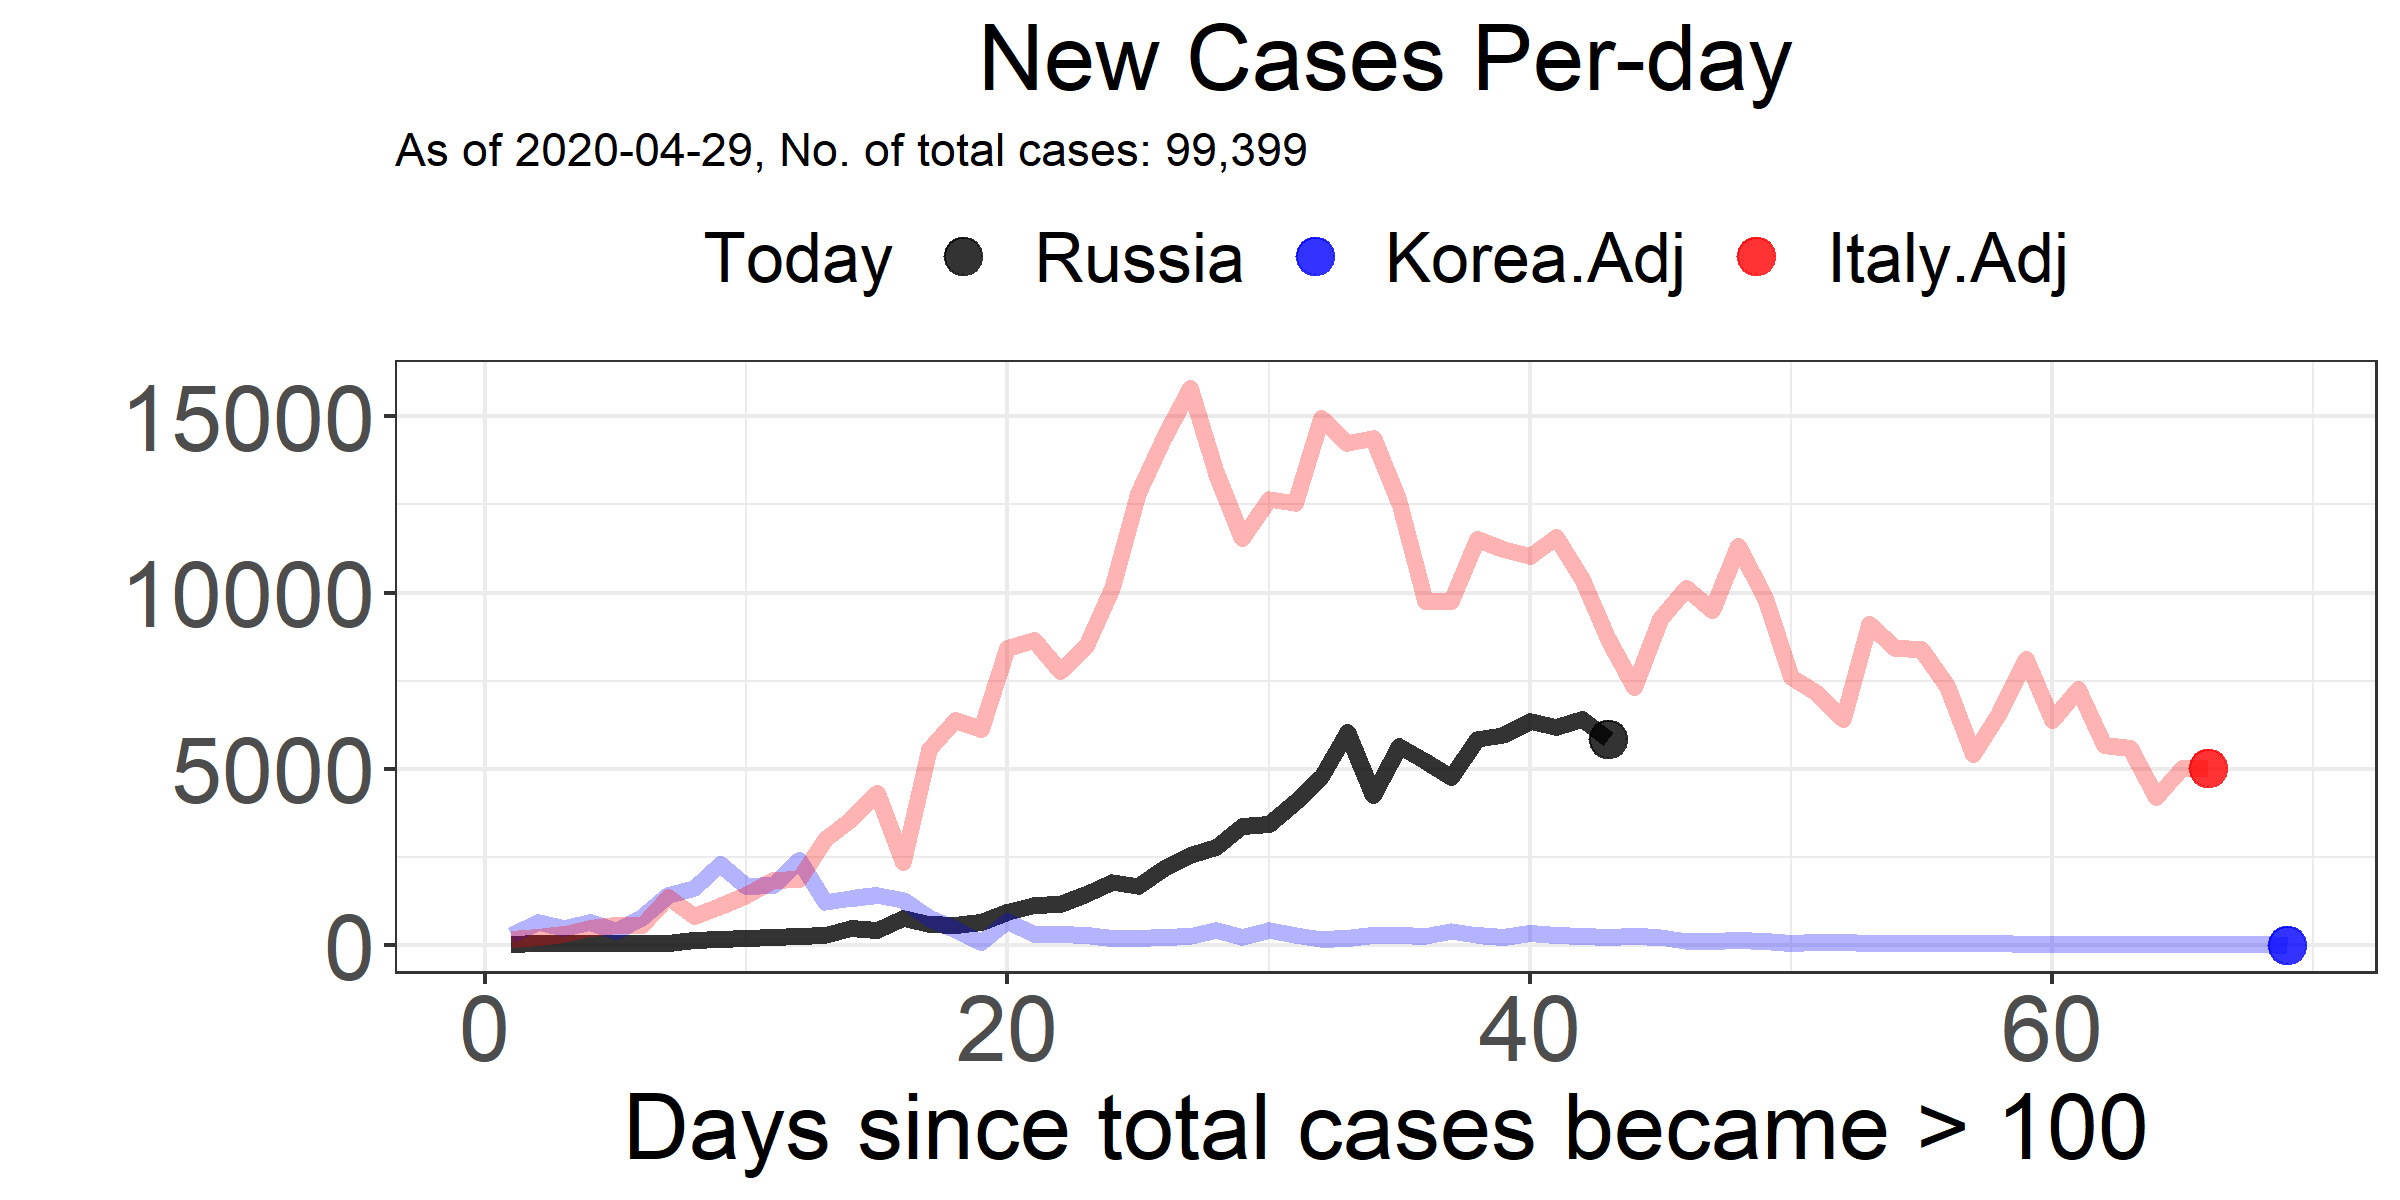 New Cases Per-day
As of 2020-04-29, No. of total cases: 99,399
Today Russia Korea.Adj Italy.Adj
15000
10000
5000
0
0 20 40 60
Days since total cases became > 100